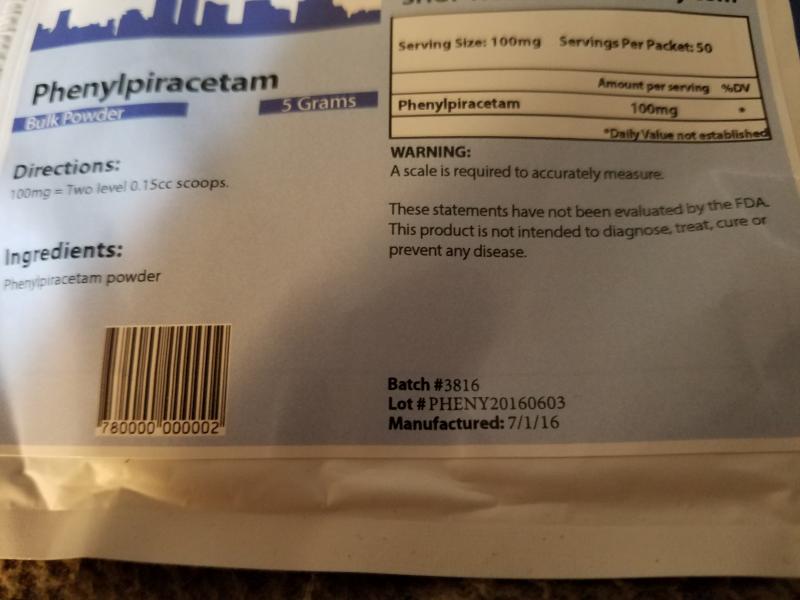 Phenylpiracetam
Bulk Powder
5 Grams
Directions:
100mg = Two level 0.15cc scoops.
Ingredients:
Phenylpiracetam powder
780000 000002
Serving Size: 100mg Servings Per Packet: 50
Amount per serving %DV
Phenylpiracetam 100mg *
*Daily Value not established
WARNING:
A scale is required to accurately measure.
These statements have not been evaluated by the FDA.
This product is not intended to diagnose, treat, cure or
prevent any disease.
Batch #3816
Lot # PHENY20160603
Manufactured: 7/1/16